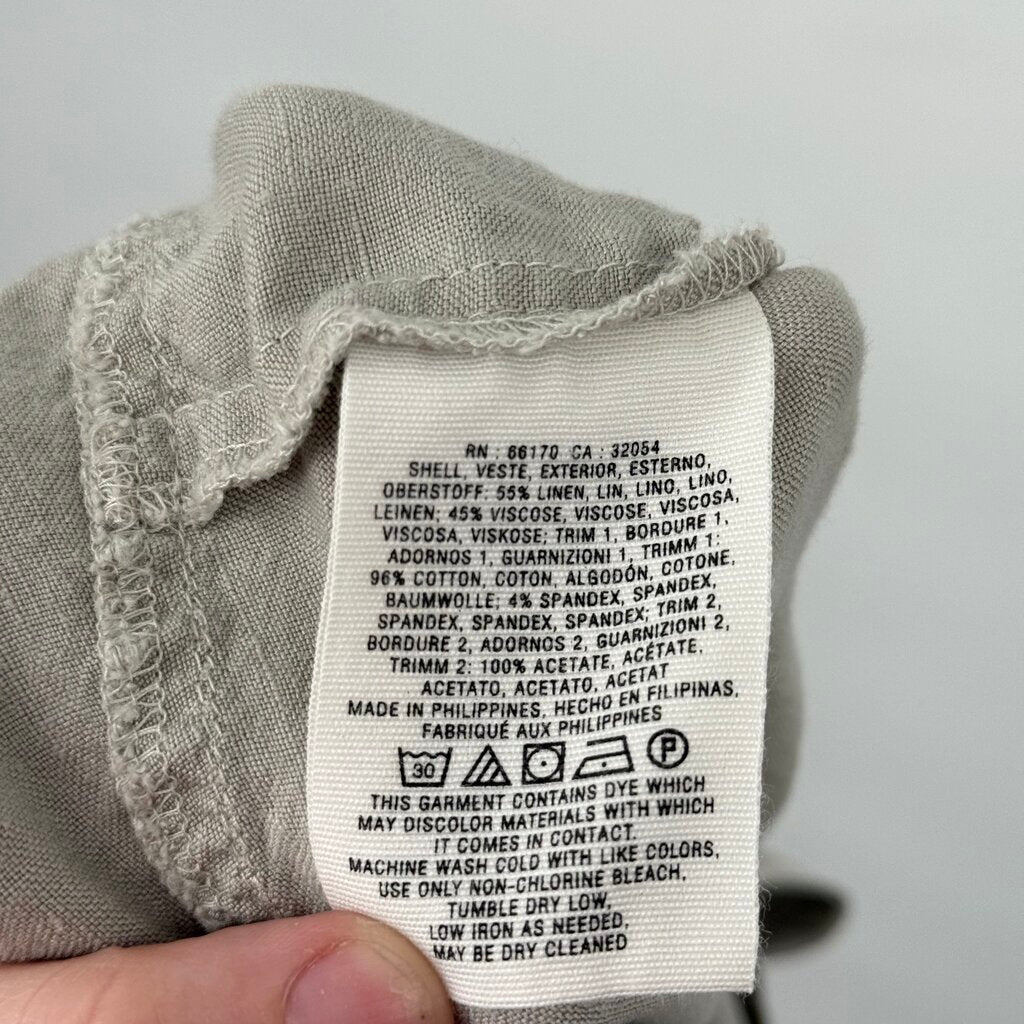 RN : 66170 CA : 32054
SHELL, VESTE, EXTERIOR, ESTERNO,
OBERSTOFF: 55% LINEN, LIN, LINO, LINO,
LEINEN; 45% VISCOSE, VISCOSE, VISCOSA,
VISCOSA, VISKOSE; TRIM 1, BORDURE 1,
ADORNOS 1, GUARNIZIONI 1, TRIMM 1:
96% COTTON, COTON, ALGODÓN, COTONE,
BAUMWOLLE; 4% SPANDEX, SPANDEX,
SPANDEX, SPANDEX, SPANDEX; TRIM 2,
BORDURE 2, ADORNOS 2, GUARNIZIONI 2,
TRIMM 2: 100% ACETATE, ACÉTATE,
ACETATO, ACETATO, ACETAT
MADE IN PHILIPPINES, HECHO EN FILIPINAS,
FABRIQUÉ AUX PHILIPPINES
30 P
THIS GARMENT CONTAINS DYE WHICH
MAY DISCOLOR MATERIALS WITH WHICH
IT COMES IN CONTACT.
MACHINE WASH COLD WITH LIKE COLORS,
USE ONLY NON-CHLORINE BLEACH,
TUMBLE DRY LOW,
LOW IRON AS NEEDED,
MAY BE DRY CLEANED